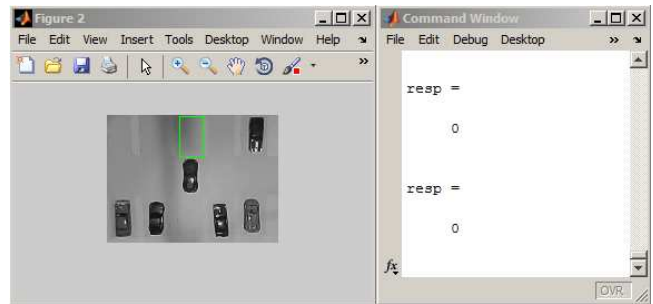 Figure 2
File Edit View Insert Tools Desktop Window Help
Command Window
File Edit Debug Desktop
resp =
0
resp =
0
fx
OVR